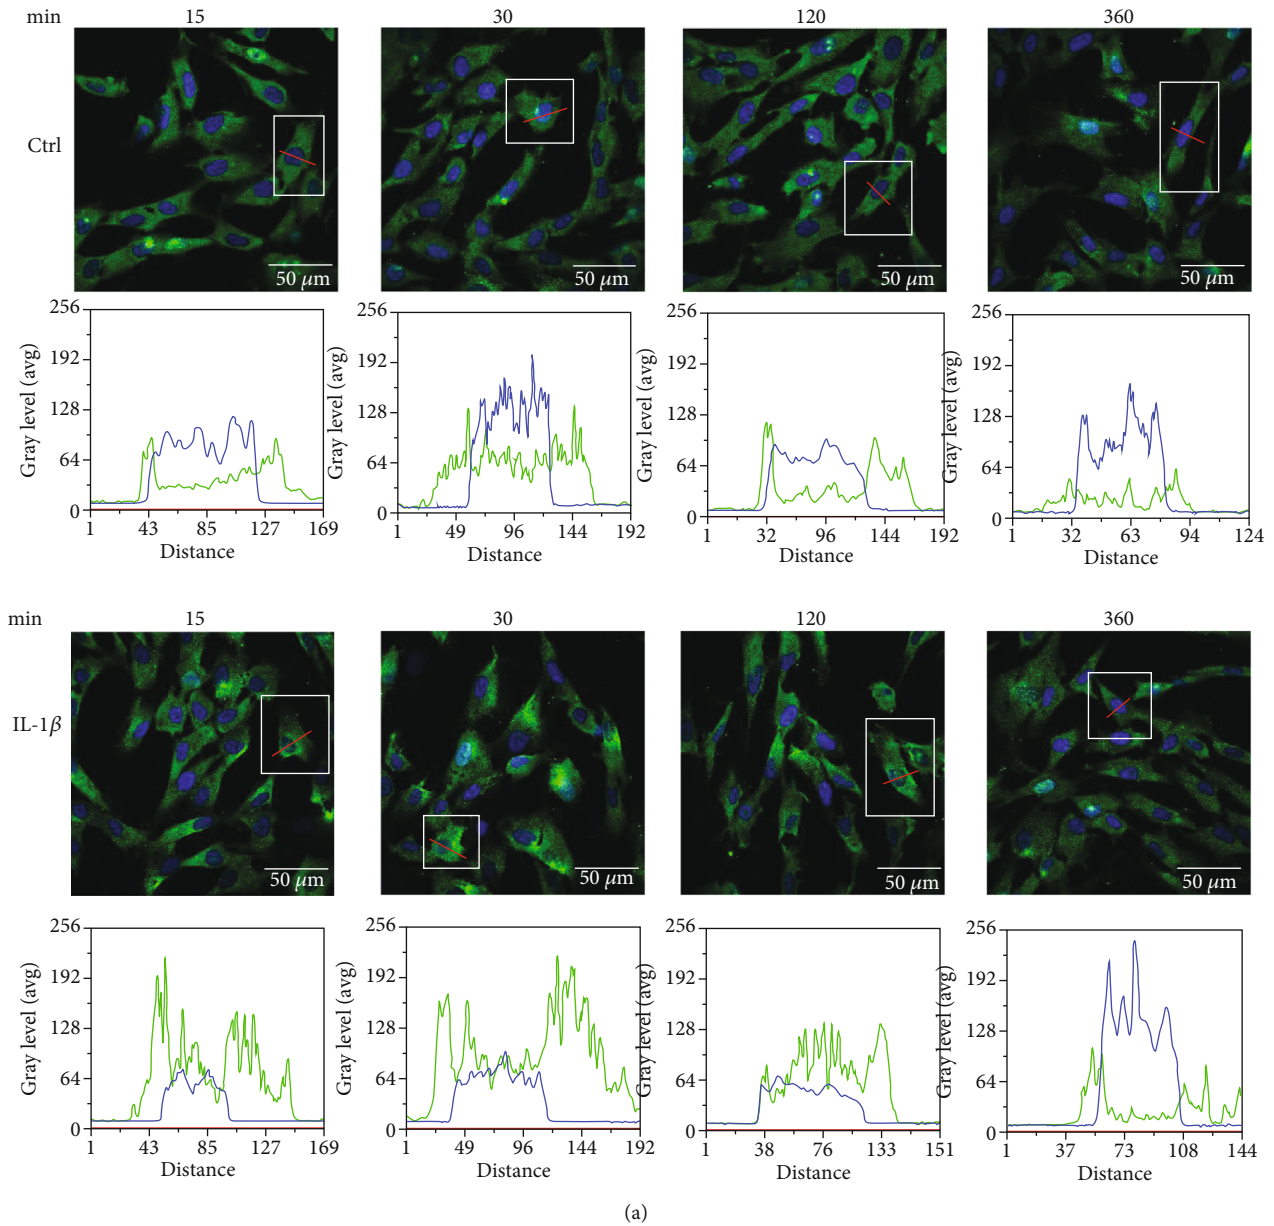 min 15 30 120 360
Ctrl
50 μm 50 μm 50 μm 50 μm
Gray level (avg) 256 192 128 64 0
1 43 85 127 169
Distance
Gray level (avg) 256 192 128 64 0
1 49 96 144 192
Distance
Gray level (avg) 256 192 128 64 0
1 32 96 144 192
Distance
Gray level (avg) 256 192 128 64 0
1 32 63 94 124
Distance
min 15 30 120 360
IL-1β
50 μm 50 μm 50 μm 50 μm
Gray level (avg) 256 192 128 64 0
1 43 85 127 169
Distance
Gray level (avg) 256 192 128 64 0
1 49 96 144 192
Distance
Gray level (avg) 256 192 128 64 0
1 38 76 133 151
Distance
Gray level (avg) 256 192 128 64 0
1 37 73 108 144
Distance
(a)